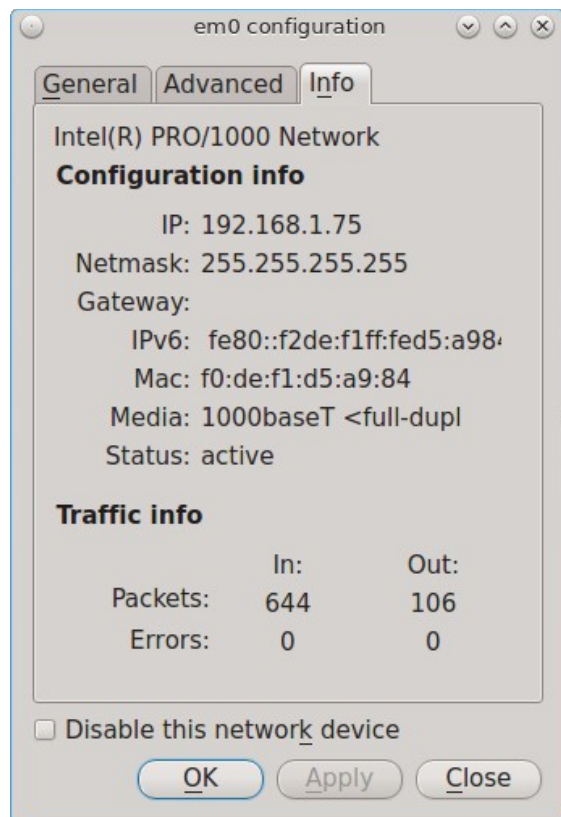 em0 configuration
General Advanced Info
Intel(R) PRO/1000 Network
Configuration info
IP: 192.168.1.75
Netmask: 255.255.255.255
Gateway:
IPv6: fe80::f2de:f1ff:fed5:a984
Mac: f0:de:f1:d5:a9:84
Media: 1000baseT <full-dupl
Status: active
Traffic info
In: Out:
Packets: 644 106
Errors: 0 0
Disable this network device
OK Apply Close